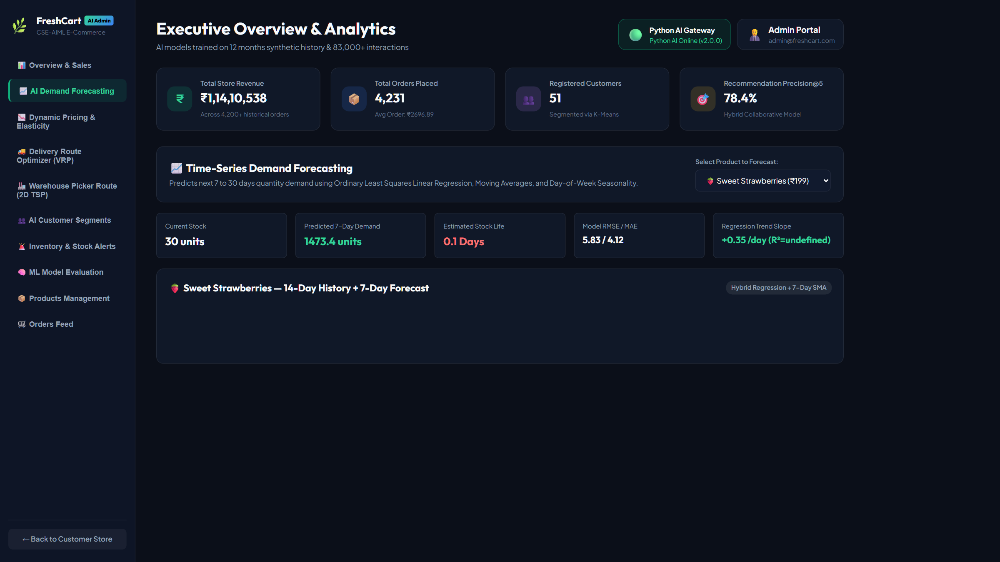 FreshCart AI Admin
CSE-AIML E-Commerce
Overview & Sales
AI Demand Forecasting
Dynamic Pricing &
Elasticity
Delivery Route
Optimizer (VRP)
Warehouse Picker Route
(2D TSP)
AI Customer Segments
Inventory & Stock Alerts
ML Model Evaluation
Products Management
Orders Feed
← Back to Customer Store
Executive Overview & Analytics
AI models trained on 12 months synthetic history & 83,000+ interactions
Python AI Gateway
Python AI Online (v2.0.0)
Admin Portal
admin@freshcart.com
₹
Total Store Revenue
₹1,14,10,538
Across 4,200+ historical orders
Total Orders Placed
4,231
Avg Order: ₹2696.89
Registered Customers
51
Segmented via K-Means
Recommendation Precision@5
78.4%
Hybrid Collaborative Model
Time-Series Demand Forecasting
Predicts next 7 to 30 days quantity demand using Ordinary Least Squares Linear Regression, Moving Averages, and Day-of-Week Seasonality.
Select Product to Forecast:
Sweet Strawberries (₹199)
Current Stock
30 units
Predicted 7-Day Demand
1473.4 units
Estimated Stock Life
0.1 Days
Model RMSE / MAE
5.83 / 4.12
Regression Trend Slope
+0.35 /day (R²=undefined)
Sweet Strawberries — 14-Day History + 7-Day Forecast
Hybrid Regression + 7-Day SMA